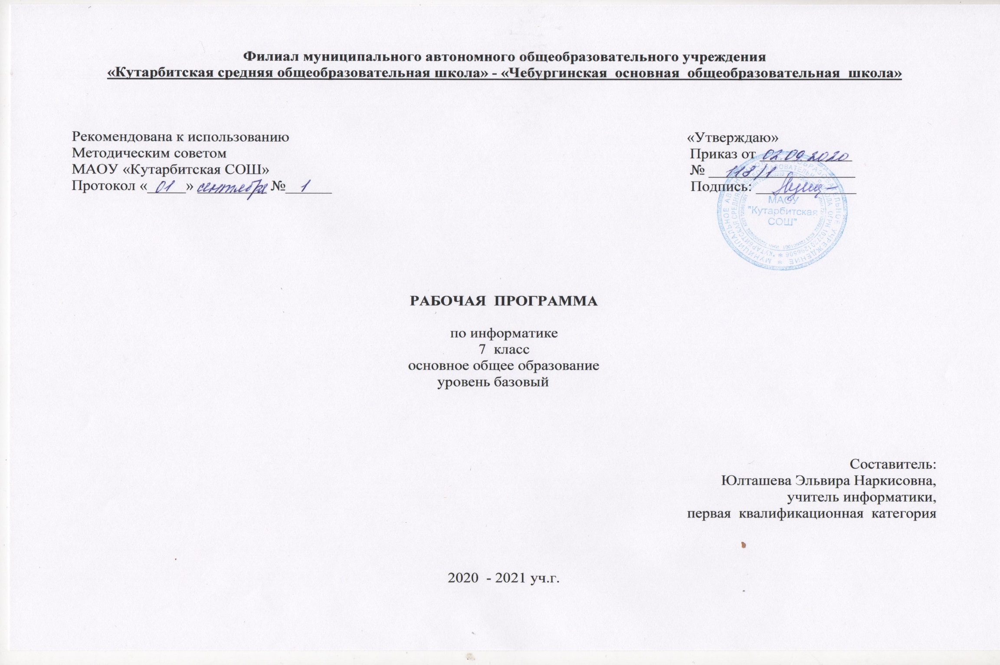 Филиал муниципального автономного общеобразовательного учреждения
«Кутарбитская средняя общеобразовательная школа» - «Чебургинская основная общеобразовательная школа»
Рекомендована к использованию
Методическим советом
МАОУ «Кутарбитская СОШ»
Протокол «01» сентября № 1
«Утверждаю»
Приказ от 02.09.2020
№ 118/1
Подпись:
МАОУ
"Кутарбитская
СОШ"
РАБОЧАЯ ПРОГРАММА
по информатике
7 класс
основное общее образование
уровень базовый
Составитель:
Юлташева Эльвира Наркисовна,
учитель информатики,
первая квалификационная категория
2020 - 2021 уч.г.